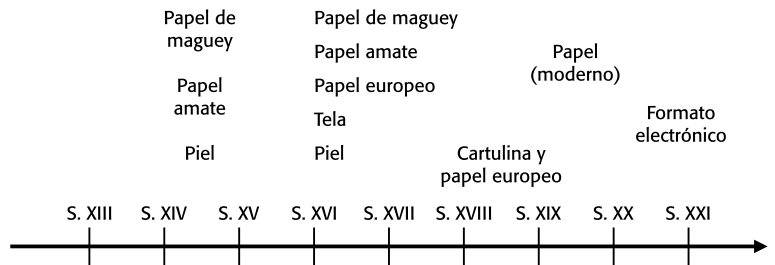 Papel de
maguey
Papel
amate
Piel
Papel de maguey
Papel amate
Papel europeo
Tela
Piel
Cartulina y
papel europeo
Papel
(moderno)
Formato
electrónico
S. XIII S. XIV S. XV S. XVI S. XVII S. XVIII S. XIX S. XX S. XXI